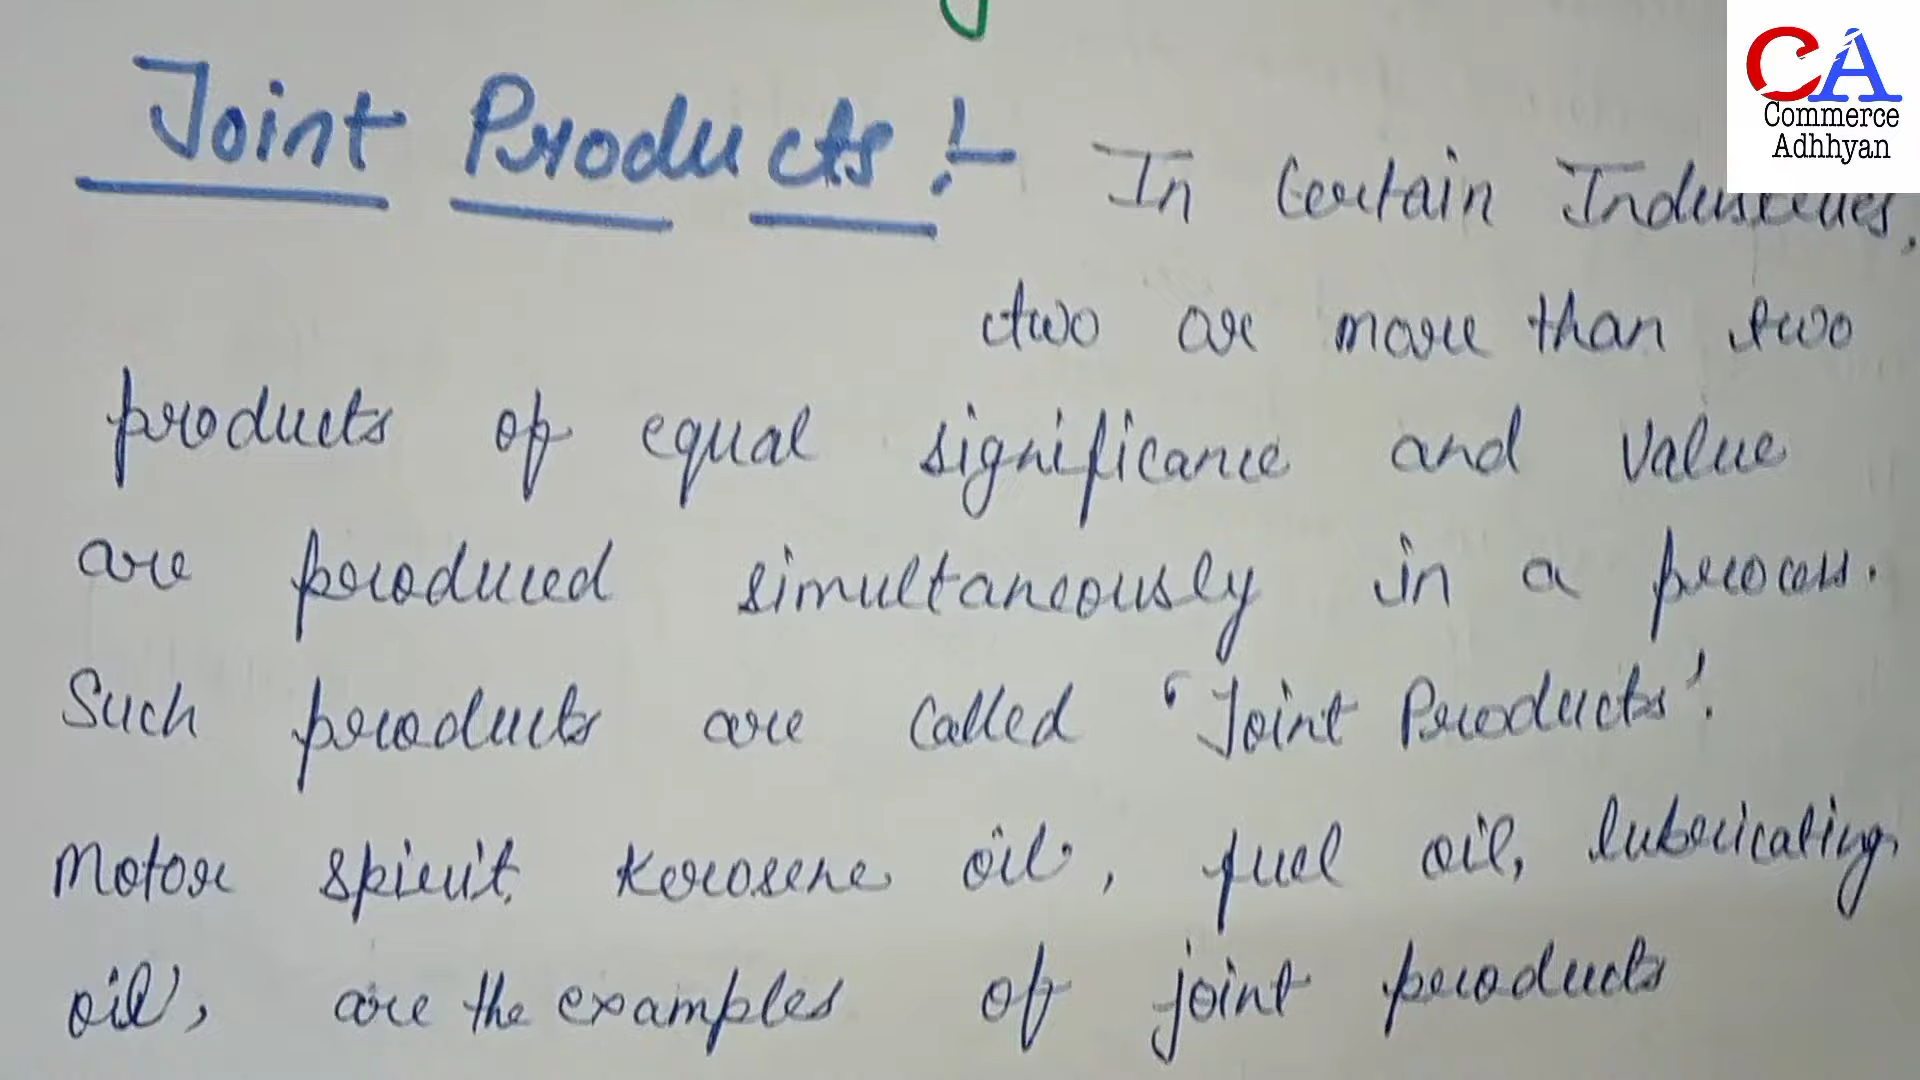 CA
Commerce
Adhhyan
Joint Products :- In Certain Industries,
two are more than two
products of equal significance and value
are produced simultaneously in a process.
Such products are called 'Joint Products'.
Motor spirit, Kerosene oil, fuel oil, lubricating,
oil, are the examples of joint products